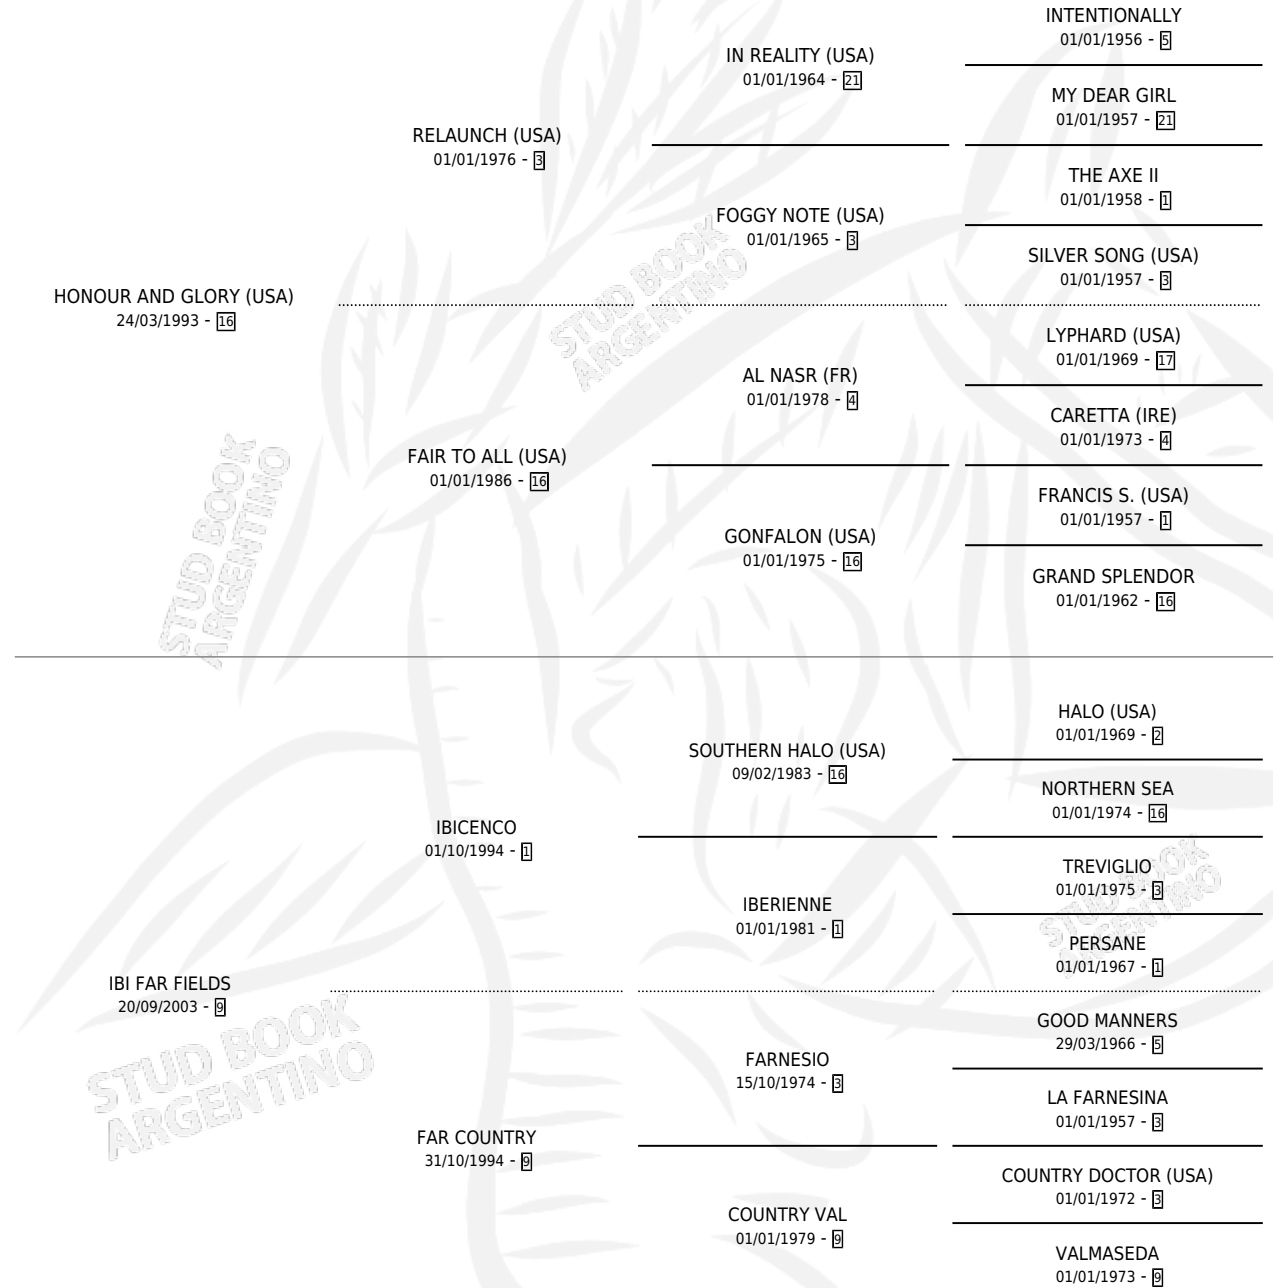 INTENTIONALLY
01/01/1956 - 5
IN REALITY (USA)
01/01/1964 - 21
MY DEAR GIRL
01/01/1957 - 21
RELAUNCH (USA)
01/01/1976 - 3
THE AXE II
01/01/1958 - 1
FOGGY NOTE (USA)
01/01/1965 - 3
SILVER SONG (USA)
01/01/1957 - 3
HONOUR AND GLORY (USA)
24/03/1993 - 16
LYPHARD (USA)
01/01/1969 - 17
AL NASR (FR)
01/01/1978 - 4
CARETTA (IRE)
01/01/1973 - 4
FAIR TO ALL (USA)
01/01/1986 - 16
FRANCIS S. (USA)
01/01/1957 - 1
GONFALON (USA)
01/01/1975 - 16
GRAND SPLENDOR
01/01/1962 - 16
HALO (USA)
01/01/1969 - 2
SOUTHERN HALO (USA)
09/02/1983 - 16
NORTHERN SEA
01/01/1974 - 16
IBICENCO
01/10/1994 - 1
TREVIGLIO
01/01/1975 - 3
IBERIENNE
01/01/1981 - 1
PERSANE
01/01/1967 - 1
IBI FAR FIELDS
20/09/2003 - 9
GOOD MANNERS
29/03/1966 - 5
FARNESIO
15/10/1974 - 3
LA FARNESINA
01/01/1957 - 3
FAR COUNTRY
31/10/1994 - 9
COUNTRY DOCTOR (USA)
01/01/1972 - 3
COUNTRY VAL
01/01/1979 - 9
VALMASEDA
01/01/1973 - 9
STUD BOOK
ARGENTINO
STUD BOOK
ARGENTINO
STUD BOOK
ARGENTINO
STUD BOOK
ARGENTINO